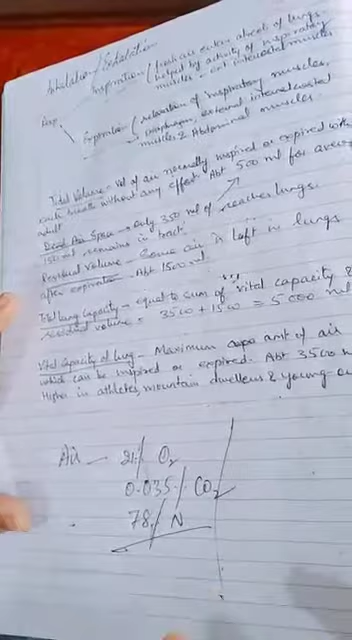 Inhalation/Exhalation
Inspiration (fresh air enters alveoli of lungs.
helped by activity of inspiratory
muscles - ext intercostal muscles
Resp
Expiration (relaxation of inspiratory muscles,
diaphragm, external intercostal
muscles & Abdominal muscles.
Tidal Volume - Vol of air normally inspired or expired with
each breath without any effort. Abt 500 ml for average
adult
Dead Air Space - only 350 ml of reaches lungs.
150 ml remains in tract.
Residual Volume - Some air is left in lungs
after expiration - Abt 1500 ml.
Total lung capacity - equal to sum of vital capacity &
residual volume = 3500 + 1500 = 5000 ml
Vital Capacity of lung - Maximum amt of air
which can be inspired or expired. Abt 3500 m
Higher in athletes, mountain dwellers & young
Air - 21% O2
0.035% CO2
78% N